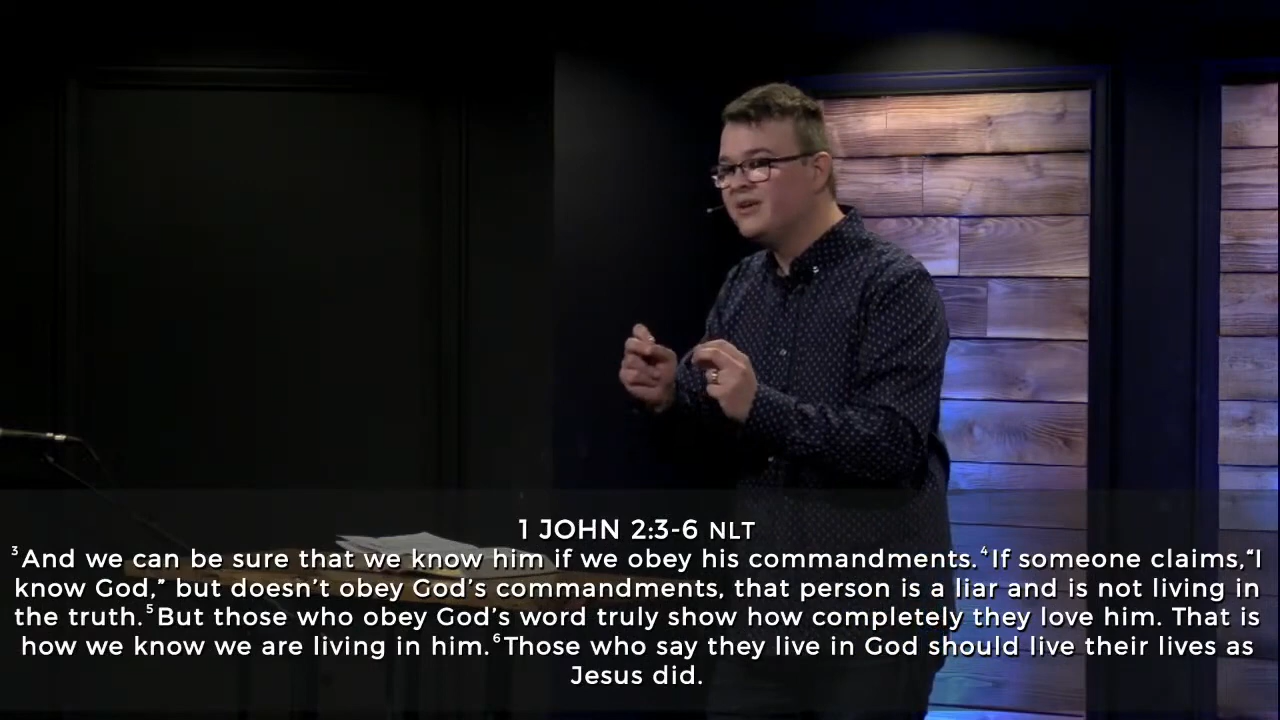 1 JOHN 2:3-6 NLT
³And we can be sure that we know him if we obey his commandments. ⁴If someone claims,“I
know God,” but doesn’t obey God’s commandments, that person is a liar and is not living in
the truth. ⁵But those who obey God’s word truly show how completely they love him. That is
how we know we are living in him. ⁶Those who say they live in God should live their lives as
Jesus did.